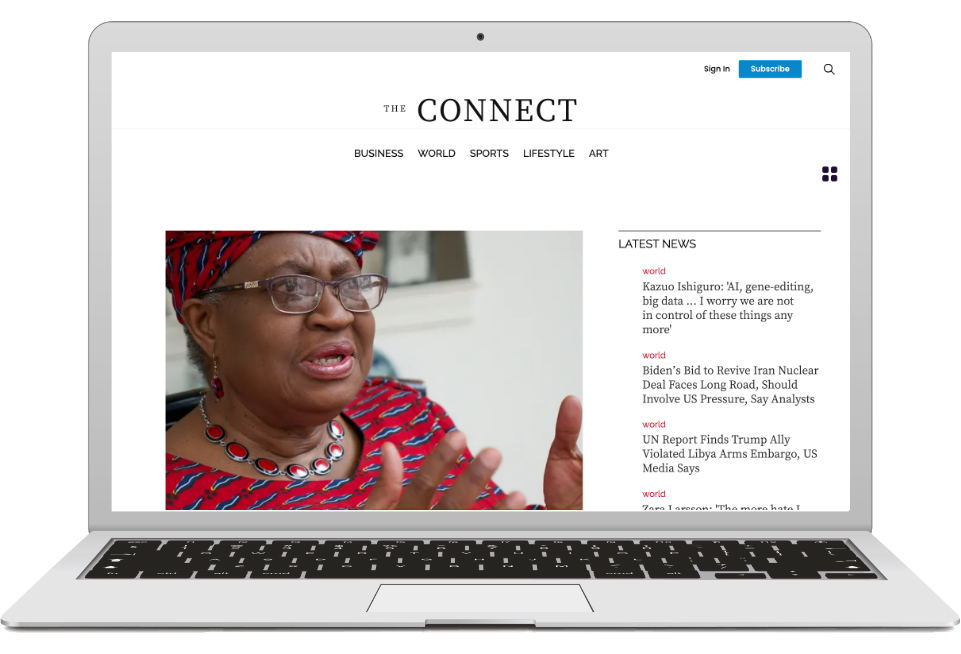 Sign In Subscribe
THE CONNECT
BUSINESS WORLD SPORTS LIFESTYLE ART
LATEST NEWS
world
Kazuo Ishiguro: 'AI, gene-editing,
big data ... I worry we are not
in control of these things any
more'
world
Biden's Bid to Revive Iran Nuclear
Deal Faces Long Road, Should
Involve US Pressure, Say Analysts
world
UN Report Finds Trump Ally
Violated Libya Arms Embargo, US
Media Says
world
Zara Larsson: 'The more hate I